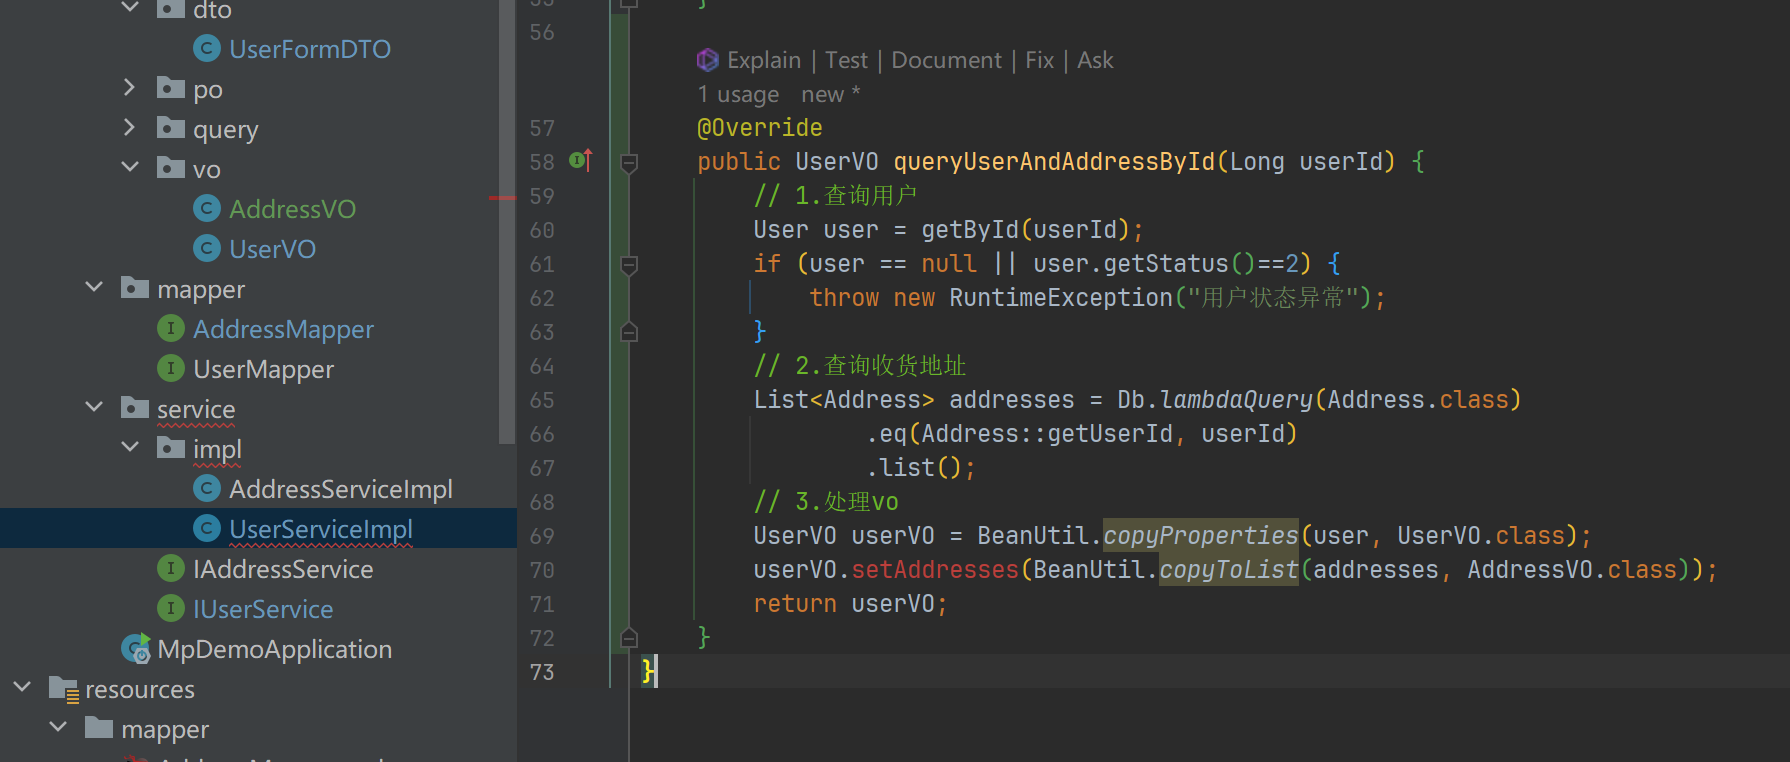 dto
UserFormDTO
po
query
vo
AddressVO
UserVO
mapper
AddressMapper
UserMapper
service
impl
AddressServiceImpl
UserServiceImpl
IAddressService
IUserService
MpDemoApplication
resources
mapper
55 }
56
Explain | Test | Document | Fix | Ask
1 usage new *
57 @Override
58 public UserVO queryUserAndAddressById(Long userId) {
59 // 1.查询用户
60 User user = getById(userId);
61 if (user == null || user.getStatus()==2) {
62 throw new RuntimeException("用户状态异常");
63 }
64 // 2.查询收货地址
65 List<Address> addresses = Db.lambdaQuery(Address.class)
66 .eq(Address::getUserId, userId)
67 .list();
68 // 3.处理vo
69 UserVO userVO = BeanUtil.copyProperties(user, UserVO.class);
70 userVO.setAddresses(BeanUtil.copyToList(addresses, AddressVO.class));
71 return userVO;
72 }
73 }